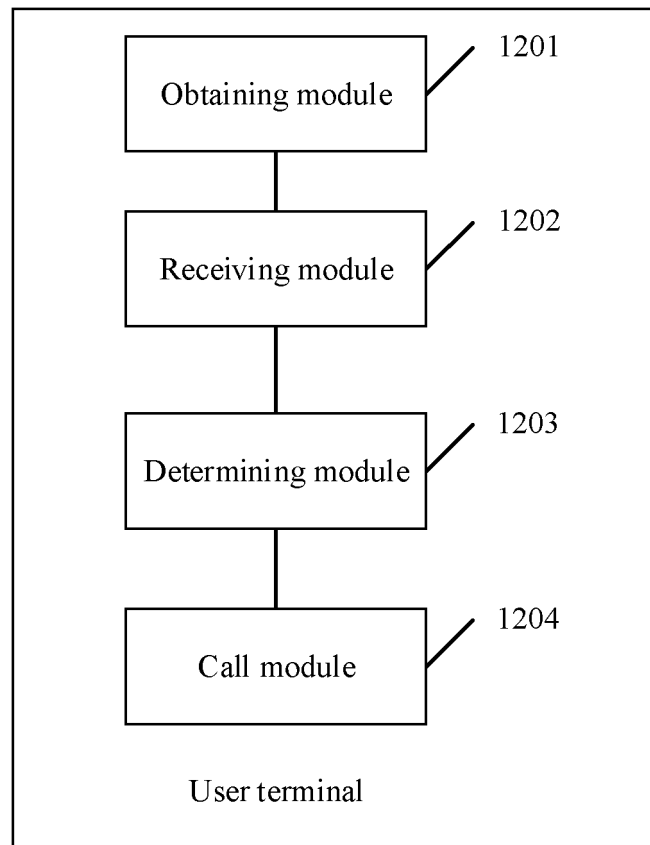 1201
Obtaining module
1202
Receiving module
1203
Determining module
1204
Call module
User terminal